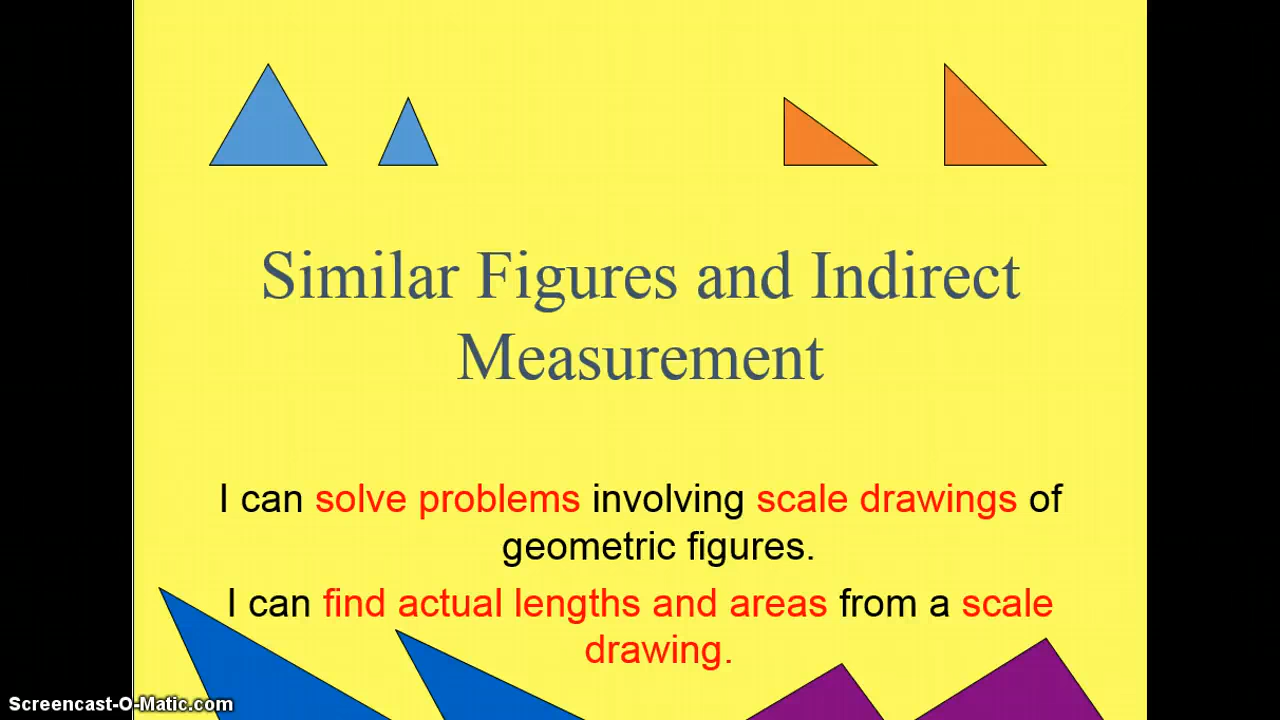 Similar Figures and Indirect
Measurement
I can solve problems involving scale drawings of
geometric figures.
I can find actual lengths and areas from a scale
drawing.
Screencast-O-Matic.com